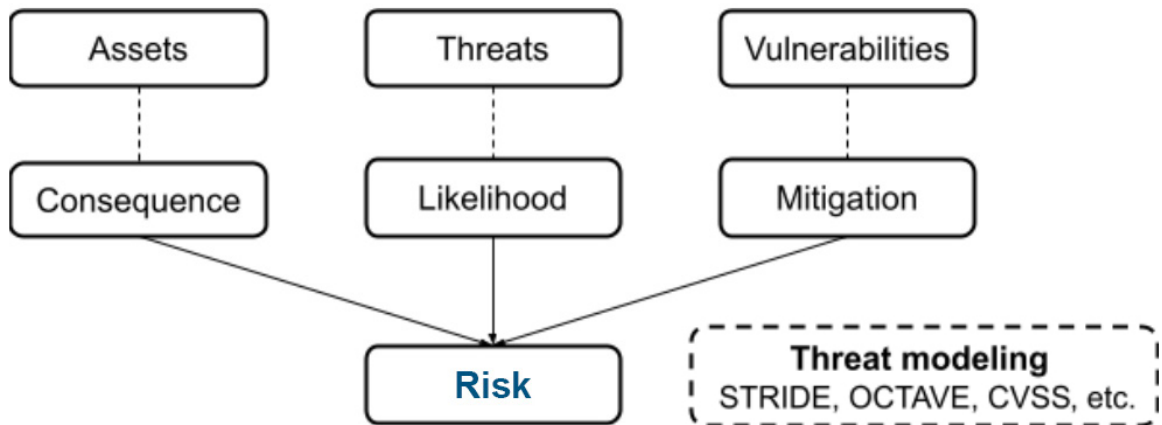 Assets
Threats
Vulnerabilities
Consequence
Likelihood
Mitigation
Risk
Threat modeling
STRIDE, OCTAVE, CVSS, etc.